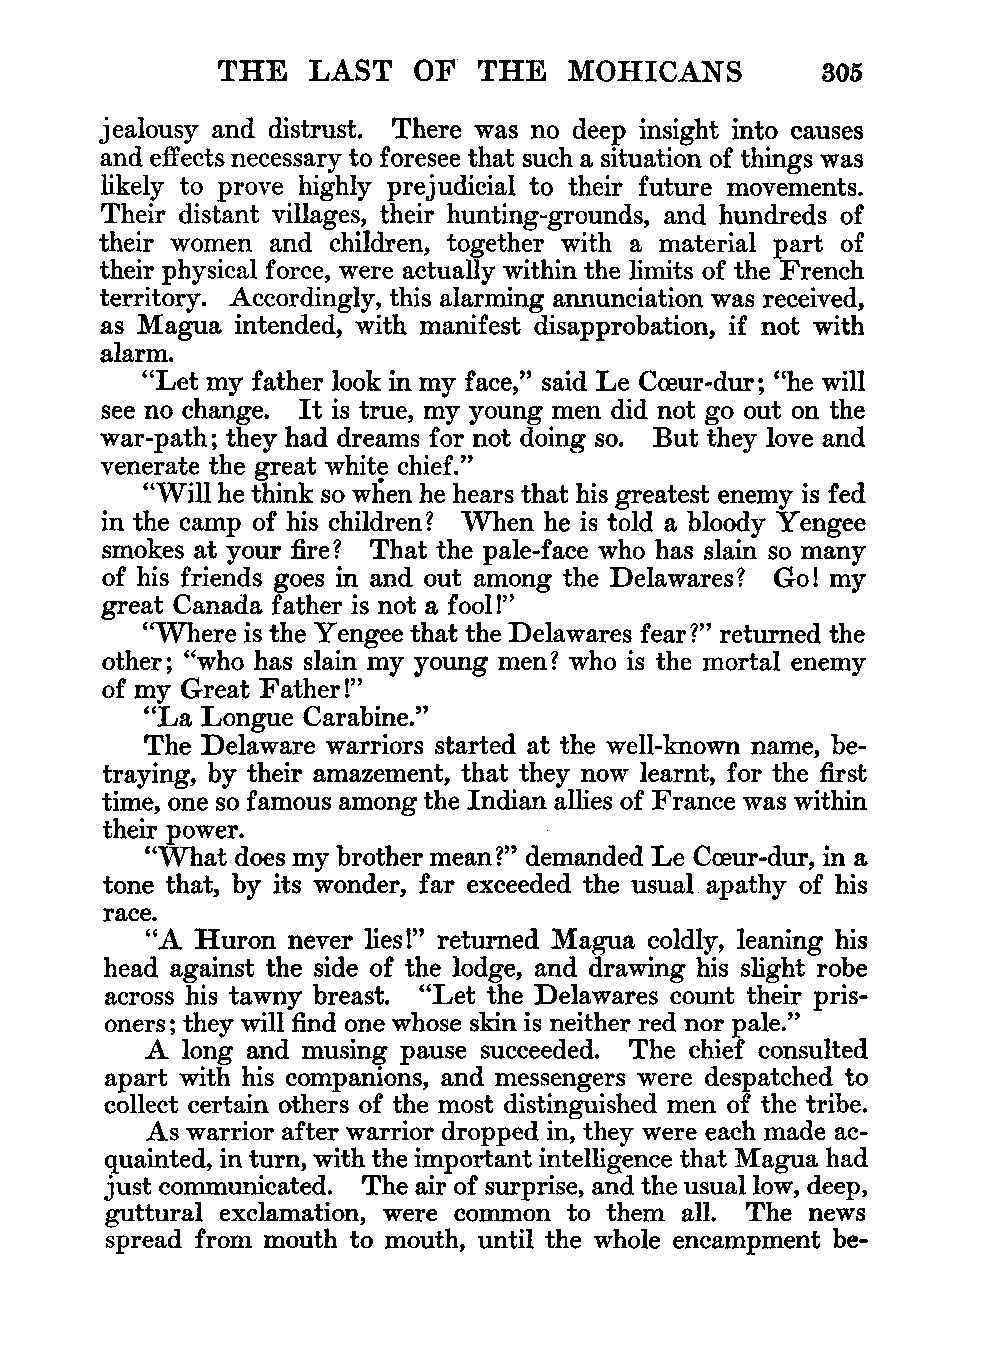 THE LAST OF THE MOHICANS 305
jealousy and distrust. There was no deep insight into causes
and effects necessary to foresee that such a situation of things was
likely to prove highly prejudicial to their future movements.
Their distant villages, their hunting-grounds, and hundreds of
their women and children, together with a material part of
their physical force, were actually within the limits of the French
territory. Accordingly, this alarming annunciation was received,
as Magua intended, with manifest disapprobation, if not with
alarm.
“Let my father look in my face,” said Le Cœur-dur; “he will
see no change. It is true, my young men did not go out on the
war-path; they had dreams for not doing so. But they love and
venerate the great white chief.”
“Will he think so when he hears that his greatest enemy is fed
in the camp of his children? When he is told a bloody Yengee
smokes at your fire? That the pale-face who has slain so many
of his friends goes in and out among the Delawares? Go! my
great Canada father is not a fool!”
“Where is the Yengee that the Delawares fear?” returned the
other; “who has slain my young men? who is the mortal enemy
of my Great Father!”
“La Longue Carabine.”
The Delaware warriors started at the well-known name, be-
traying, by their amazement, that they now learnt, for the first
time, one so famous among the Indian allies of France was within
their power.
“What does my brother mean?” demanded Le Cœur-dur, in a
tone that, by its wonder, far exceeded the usual apathy of his
race.
“A Huron never lies!” returned Magua coldly, leaning his
head against the side of the lodge, and drawing his slight robe
across his tawny breast. “Let the Delawares count their pris-
oners; they will find one whose skin is neither red nor pale.”
A long and musing pause succeeded. The chief consulted
apart with his companions, and messengers were despatched to
collect certain others of the most distinguished men of the tribe.
As warrior after warrior dropped in, they were each made ac-
quainted, in turn, with the important intelligence that Magua had
just communicated. The air of surprise, and the usual low, deep,
guttural exclamation, were common to them all. The news
spread from mouth to mouth, until the whole encampment be-